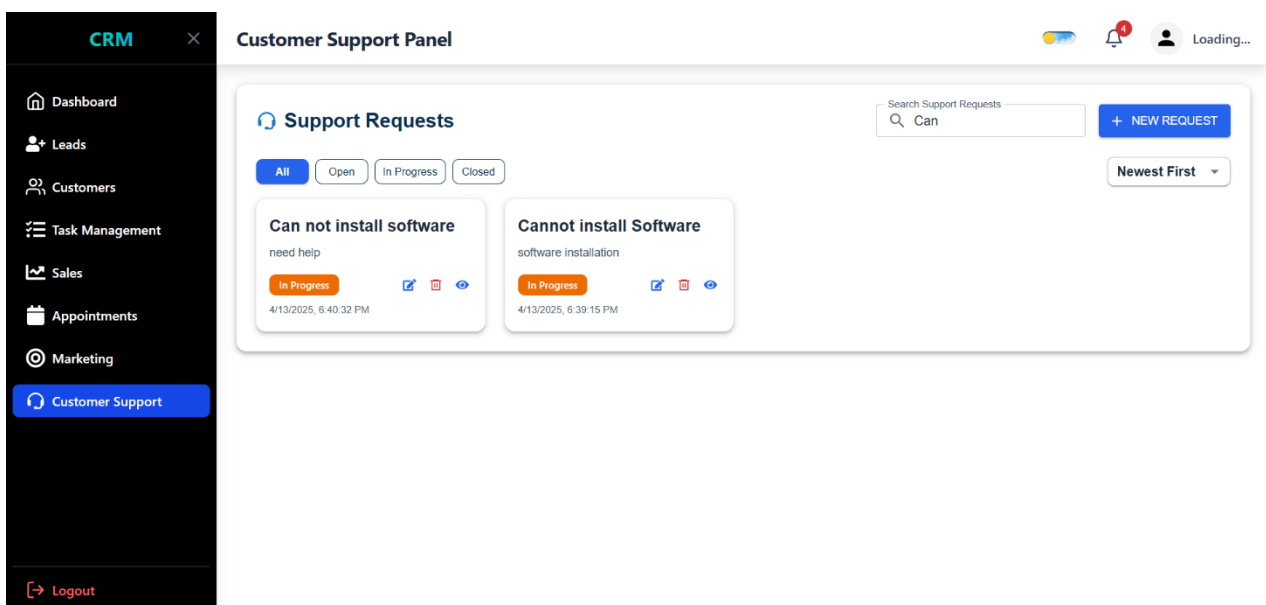 CRM
Customer Support Panel
4
Loading...
Dashboard
Leads
Customers
Task Management
Sales
Appointments
Marketing
Customer Support
Logout
Support Requests
Search Support Requests
Can
+ NEW REQUEST
All
Open
In Progress
Closed
Newest First
Can not install software
need help
In Progress
4/13/2025, 6:40:32 PM
Cannot install Software
software installation
In Progress
4/13/2025, 6:39:15 PM